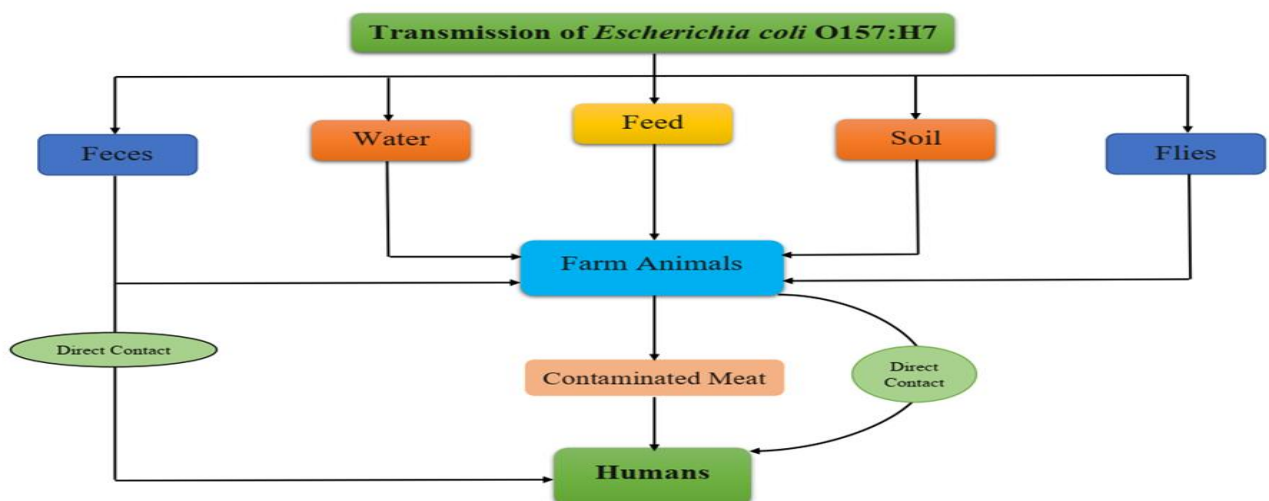 Transmission of Escherichia coli O157:H7
Feces
Water
Feed
Soil
Flies
Farm Animals
Direct Contact
Contaminated Meat
Direct
Contact
Humans